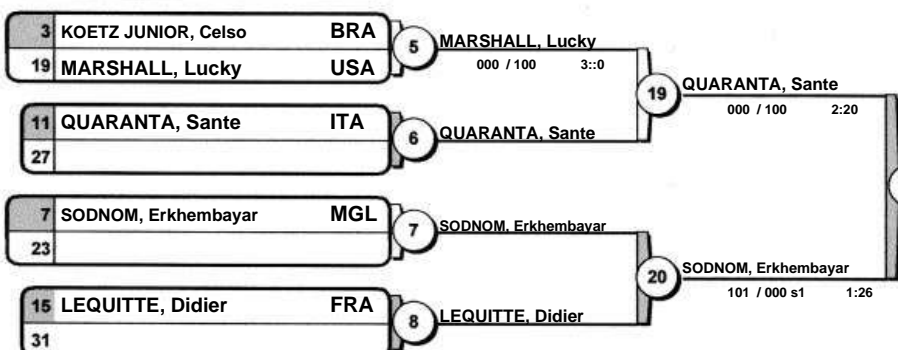 3 KOETZ JUNIOR, Celso BRA
19 MARSHALL, Lucky USA
5 MARSHALL, Lucky
000 / 100 3::0
11 QUARANTA, Sante ITA
27
6 QUARANTA, Sante
19 QUARANTA, Sante
000 / 100 2:20
7 SODNOM, Erkhembayar MGL
23
7 SODNOM, Erkhembayar
15 LEQUITTE, Didier FRA
31
8 LEQUITTE, Didier
20 SODNOM, Erkhembayar
101 / 000 s1 1:26